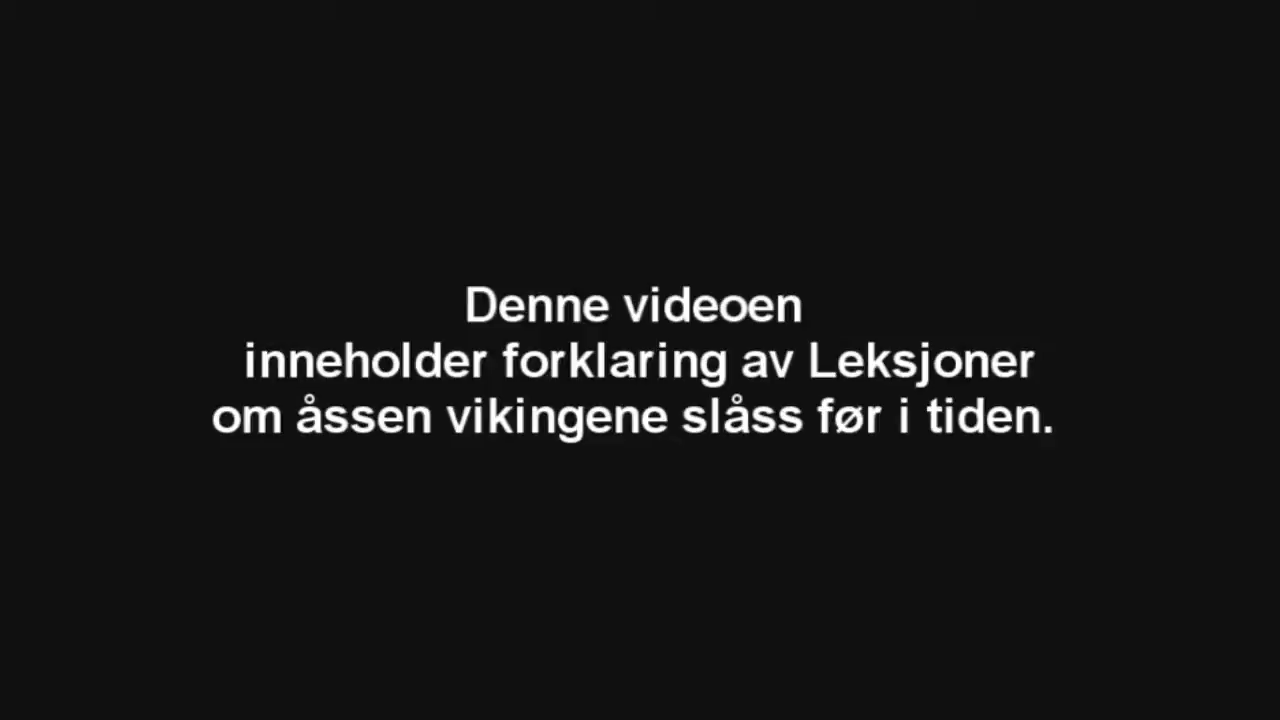 Denne videoen
inneholder forklaring av Leksjoner
om åssen vikingene slåss før i tiden.